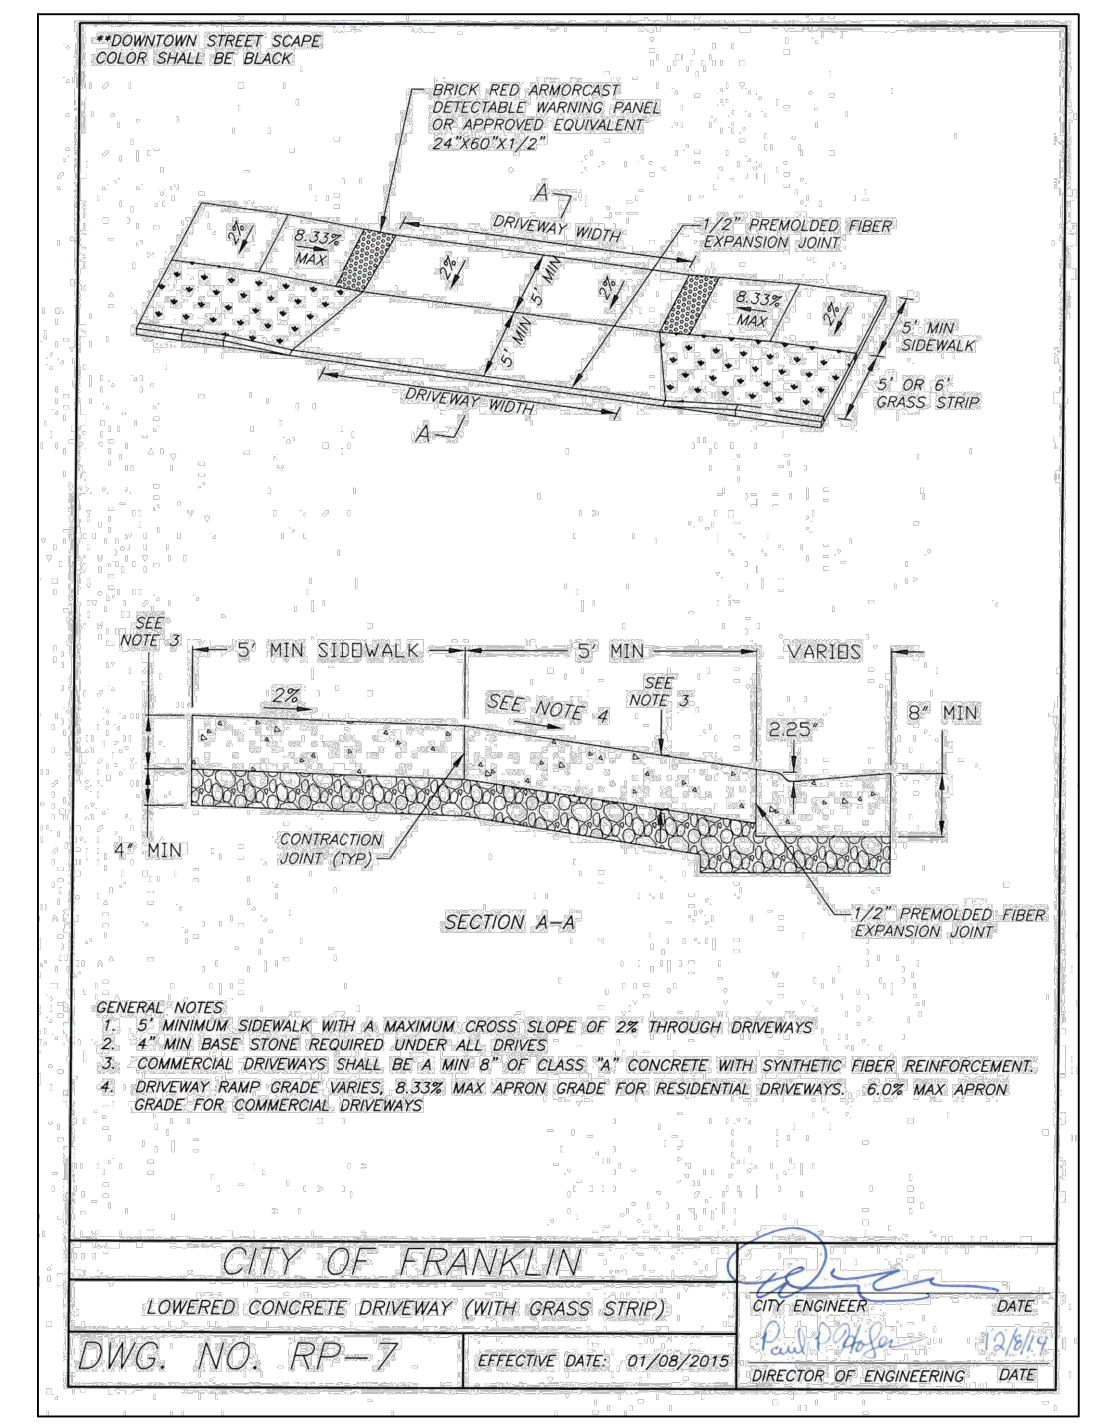 **DOWNTOWN STREET SCAPE
COLOR SHALL BE BLACK
BRICK RED ARMORCAST
DETECTABLE WARNING PANEL
OR APPROVED EQUIVALENT
24"X60"X1/2"
A
DRIVEWAY WIDTH
1/2" PREMOLDED FIBER
EXPANSION JOINT
2%
8.33%
MAX
2%
5' MIN
2%
8.33%
MAX
2%
5' MIN
SIDEWALK
5' MIN
5' OR 6'
GRASS STRIP
DRIVEWAY WIDTH
A
SEE
NOTE 3
5' MIN SIDEWALK
5' MIN
VARIES
2%
SEE NOTE 4
SEE
NOTE 3
2.25"
8" MIN
4" MIN
CONTRACTION
JOINT (TYP)
SECTION A-A
1/2" PREMOLDED FIBER
EXPANSION JOINT
GENERAL NOTES
1. 5' MINIMUM SIDEWALK WITH A MAXIMUM CROSS SLOPE OF 2% THROUGH DRIVEWAYS
2. 4" MIN BASE STONE REQUIRED UNDER ALL DRIVES
3. COMMERCIAL DRIVEWAYS SHALL BE A MIN 8" OF CLASS "A" CONCRETE WITH SYNTHETIC FIBER REINFORCEMENT.
4. DRIVEWAY RAMP GRADE VARIES, 8.33% MAX APRON GRADE FOR RESIDENTIAL DRIVEWAYS. 6.0% MAX APRON
GRADE FOR COMMERCIAL DRIVEWAYS
CITY OF FRANKLIN
LOWERED CONCRETE DRIVEWAY (WITH GRASS STRIP)
DWG. NO. RP-7
EFFECTIVE DATE: 01/08/2015
CITY ENGINEER DATE
Paul P 12/8/14
DIRECTOR OF ENGINEERING DATE